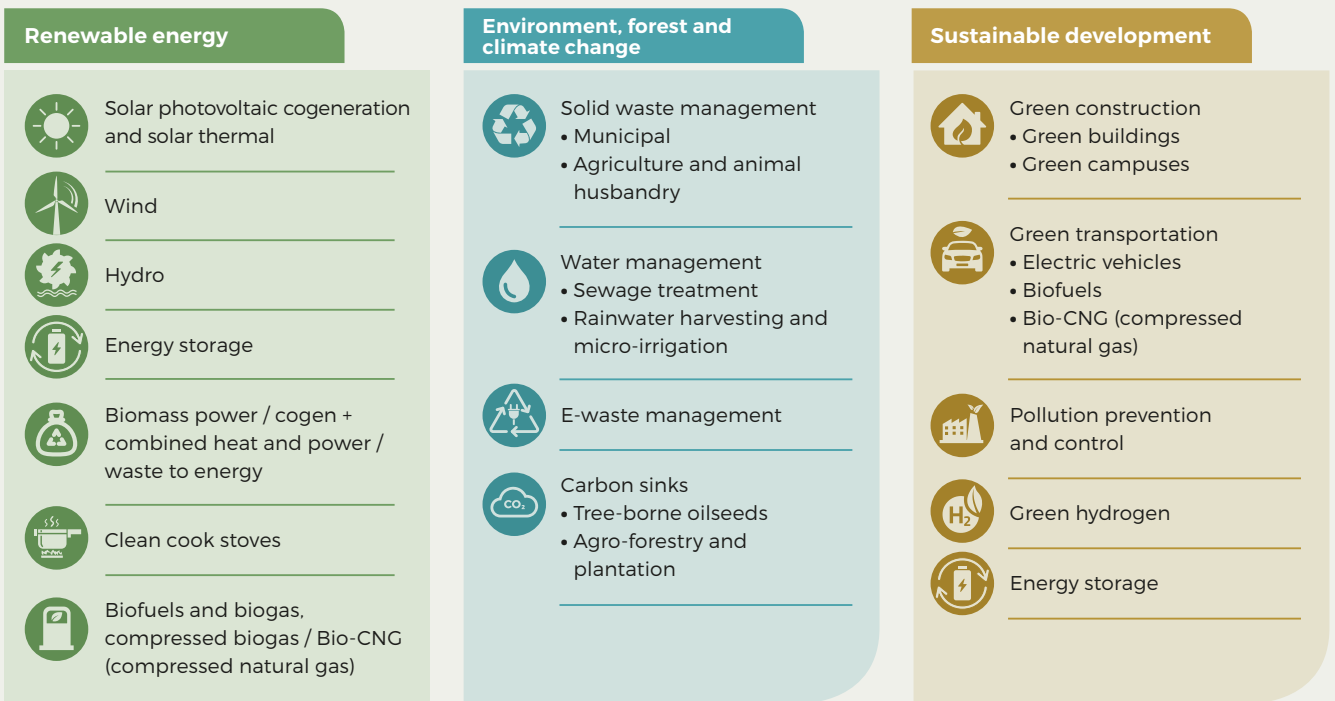 Renewable energy
Solar photovoltaic cogeneration
and solar thermal
Wind
Hydro
Energy storage
Biomass power / cogen +
combined heat and power /
waste to energy
Clean cook stoves
Biofuels and biogas,
compressed biogas / Bio-CNG
(compressed natural gas)
Environment, forest and
climate change
Solid waste management
• Municipal
• Agriculture and animal
husbandry
Water management
• Sewage treatment
• Rainwater harvesting and
micro-irrigation
E-waste management
CO₂
Carbon sinks
• Tree-borne oilseeds
• Agro-forestry and
plantation
Sustainable development
Green construction
• Green buildings
• Green campuses
Green transportation
• Electric vehicles
• Biofuels
• Bio-CNG (compressed
natural gas)
Pollution prevention
and control
H₂
Green hydrogen
Energy storage